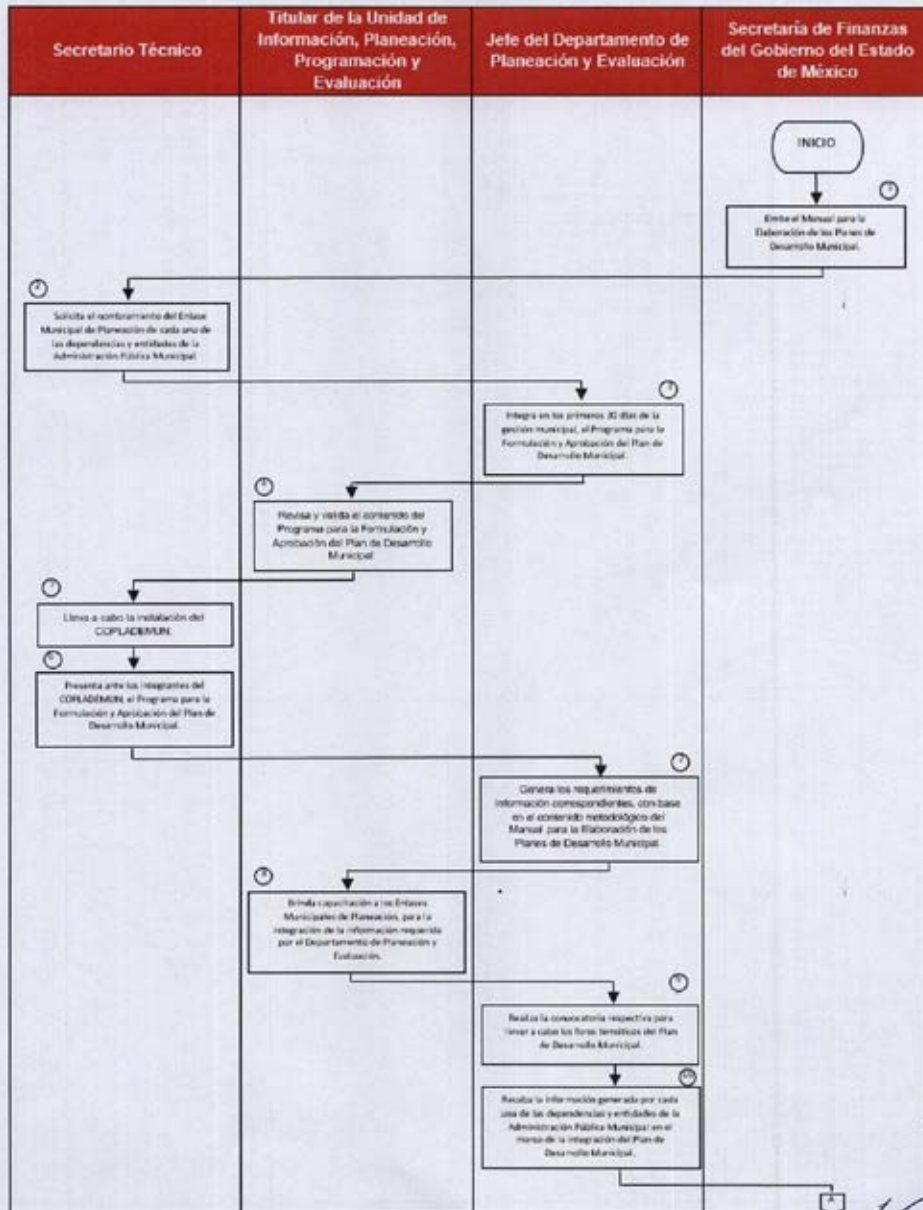 Secretario Técnico
Titular de la Unidad de
Información, Planeación,
Programación y
Evaluación
Jefe del Departamento de
Planeación y Evaluación
Secretaría de Finanzas
del Gobierno del Estado
de México
INICIO
1
Emite el Manual para la
Elaboración de los Planes de
Desarrollo Municipal.
2
Solicita el nombramiento del Enlace
Municipal de Planeación de cada una de
las dependencias y entidades de la
Administración Pública Municipal.
3
Integra en los primeros 30 días de la
gestión municipal, el Programa para la
Formulación y Aprobación del Plan de
Desarrollo Municipal.
4
Revisa y valida el contenido del
Programa para la Formulación y
Aprobación del Plan de Desarrollo
Municipal
5
Lleva a cabo la instalación del
COPLADEMUN.
6
Presenta ante los integrantes del
COPLADEMUN, el Programa para la
Formulación y Aprobación del Plan de
Desarrollo Municipal.
7
Genera los requerimientos de
información correspondientes, con base
en el contenido metodológico del
Manual para la Elaboración de los
Planes de Desarrollo Municipal.
8
Brinda capacitación a los Enlaces
Municipales de Planeación, para la
integración de la información requerida
por el Departamento de Planeación y
Evaluación.
9
Realiza la convocatoria respectiva para
llevar a cabo los foros temáticos del Plan
de Desarrollo Municipal.
10
Recaba la información generada por cada
una de las dependencias y entidades de la
Administración Pública Municipal en el
marco de la integración del Plan de
Desarrollo Municipal.
A